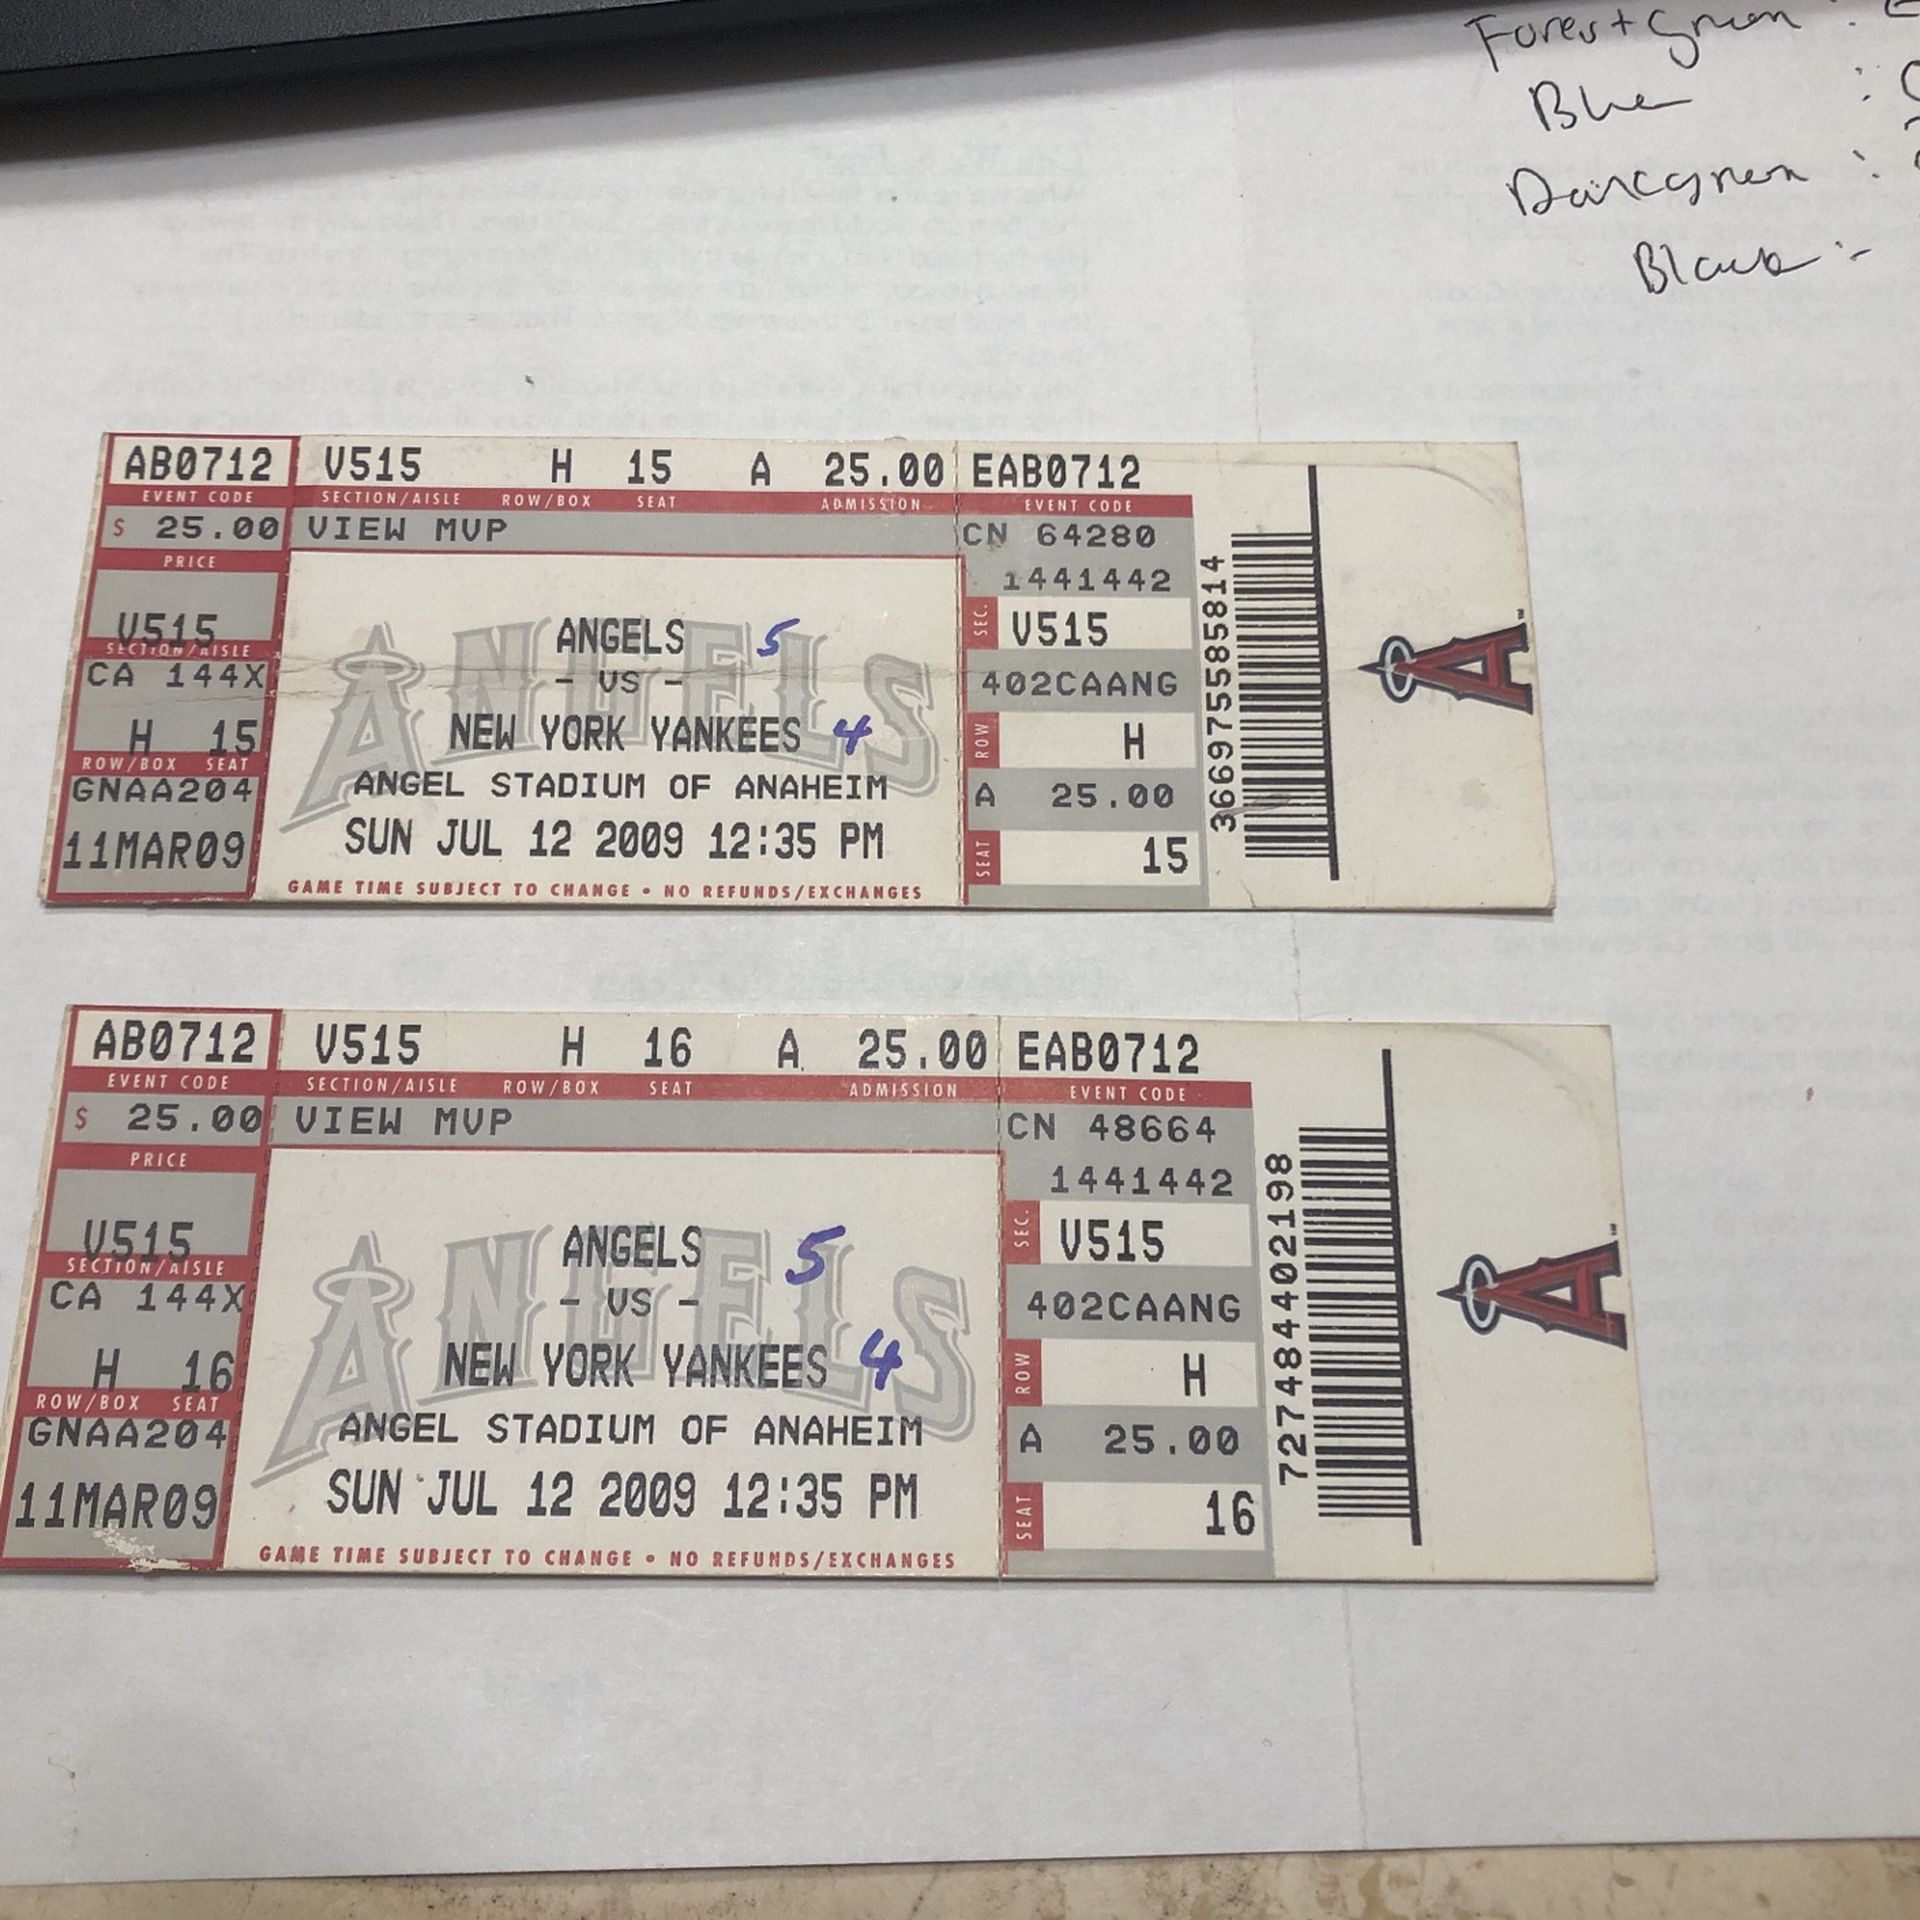 Forest green :
Blue :
Dark green :
Black :-
AB0712 V515 H 15 A 25.00 EAB0712
EVENT CODE SECTION/AISLE ROW/BOX SEAT ADMISSION EVENT CODE
$ 25.00 VIEW MVP CN 64280
PRICE 1441442
V515 ANGELS 5 SEC. V515
SECTION/AISLE
CA 144X - VS - 402CAANG
H 15 NEW YORK YANKEES 4 ROW H
ROW/BOX SEAT
GNAA204 ANGEL STADIUM OF ANAHEIM A 25.00
11MAR09 SUN JUL 12 2009 12:35 PM SEAT 15
GAME TIME SUBJECT TO CHANGE • NO REFUNDS/EXCHANGES
ANGELS
3669755585814
A
AB0712 V515 H 16 A 25.00 EAB0712
EVENT CODE SECTION/AISLE ROW/BOX SEAT ADMISSION EVENT CODE
$ 25.00 VIEW MVP CN 48664
PRICE 1441442
V515 ANGELS 5 SEC. V515
SECTION/AISLE
CA 144X - VS - 402CAANG
H 16 NEW YORK YANKEES 4 ROW H
ROW/BOX SEAT
GNAA204 ANGEL STADIUM OF ANAHEIM A 25.00
11MAR09 SUN JUL 12 2009 12:35 PM SEAT 16
GAME TIME SUBJECT TO CHANGE • NO REFUNDS/EXCHANGES
ANGELS
7274844402198
A